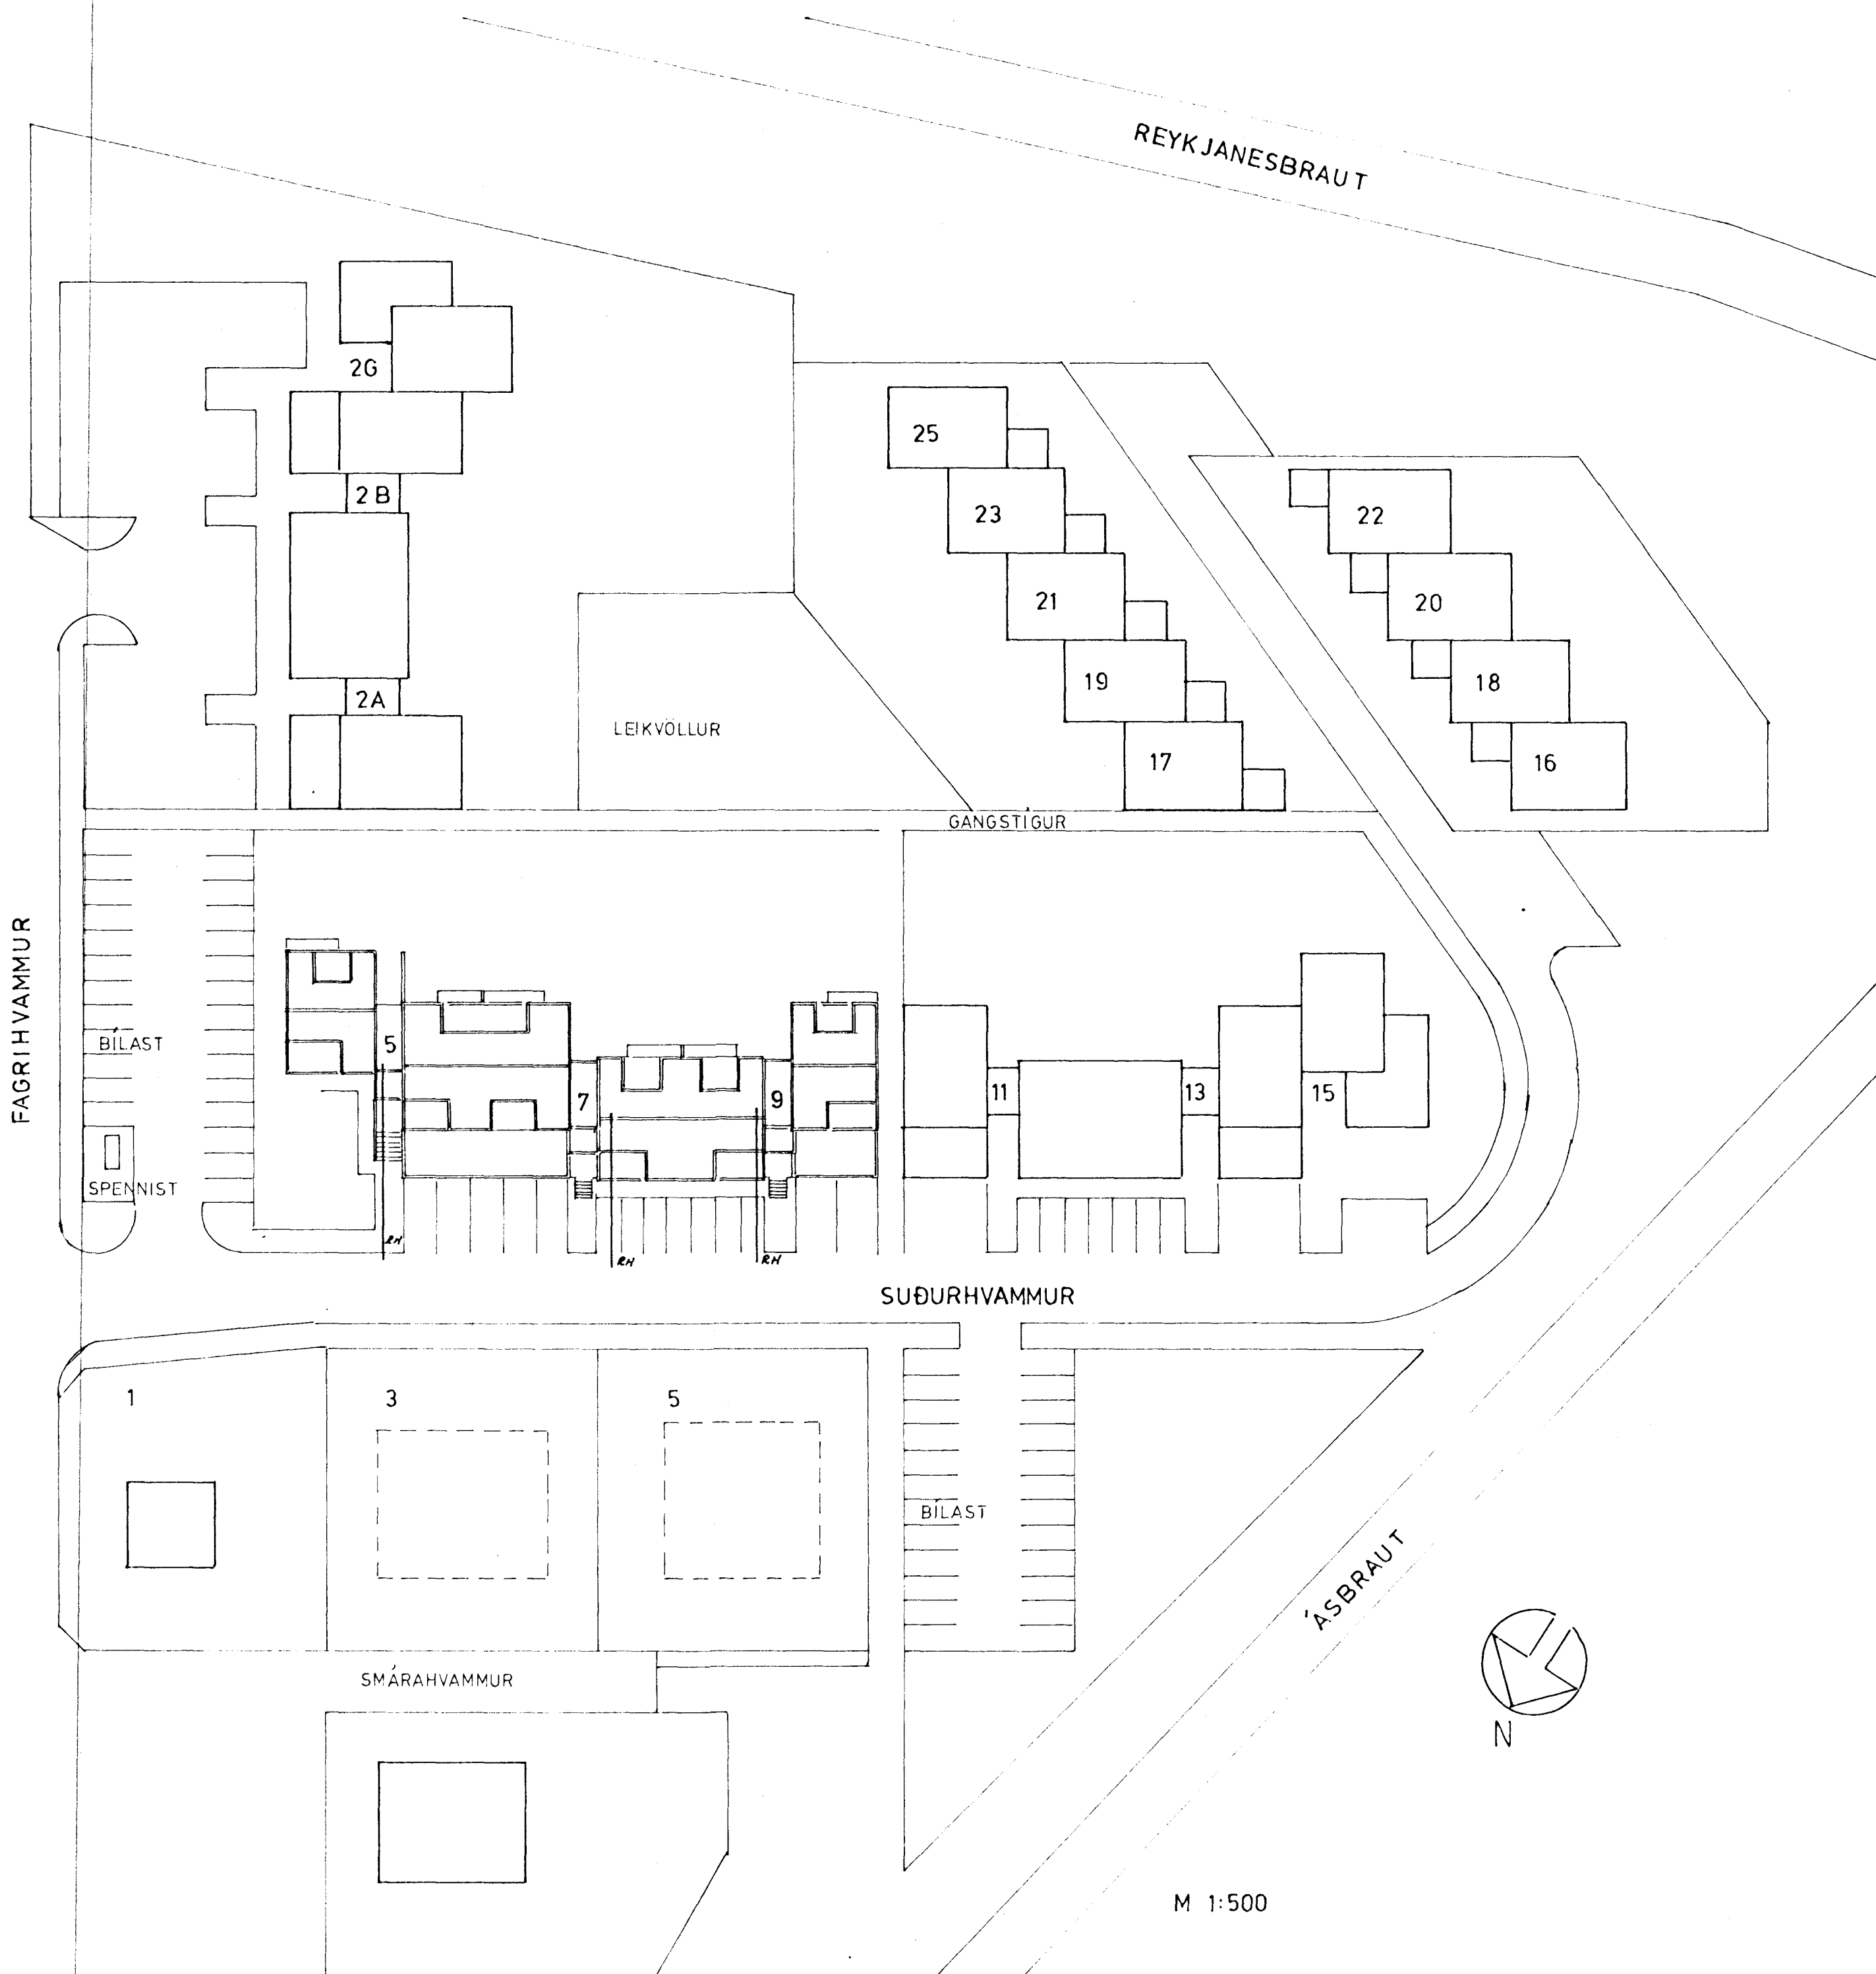 REYKJANESBRAUT
2G
25
2B
23
22
21
20
2A
19
18
LEIKVÖLLUR
17
16
GANGSTIGUR
FAGRIHVAMMUR
BÍLAST
5
7
9
11
13
15
SPENNIST
RH
RH
RH
SUÐURHVAMMUR
1
3
5
BÍLAST
ÁSBRAUT
SMÁRAHVAMMUR
N
M 1:500